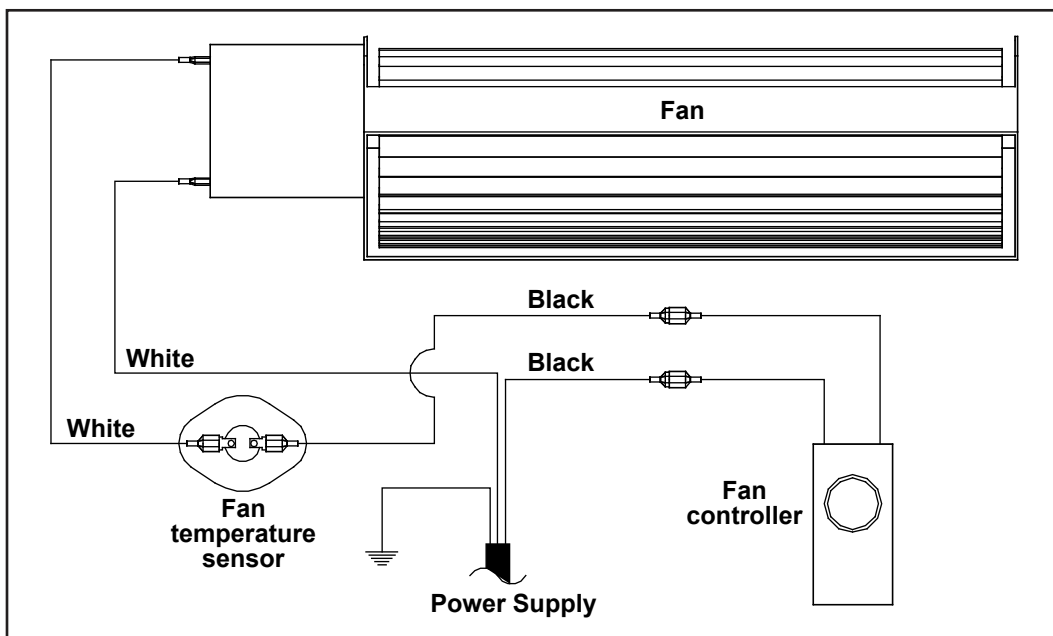 Fan
Black
White
Black
White
Fan
temperature
sensor
Fan
controller
Power Supply